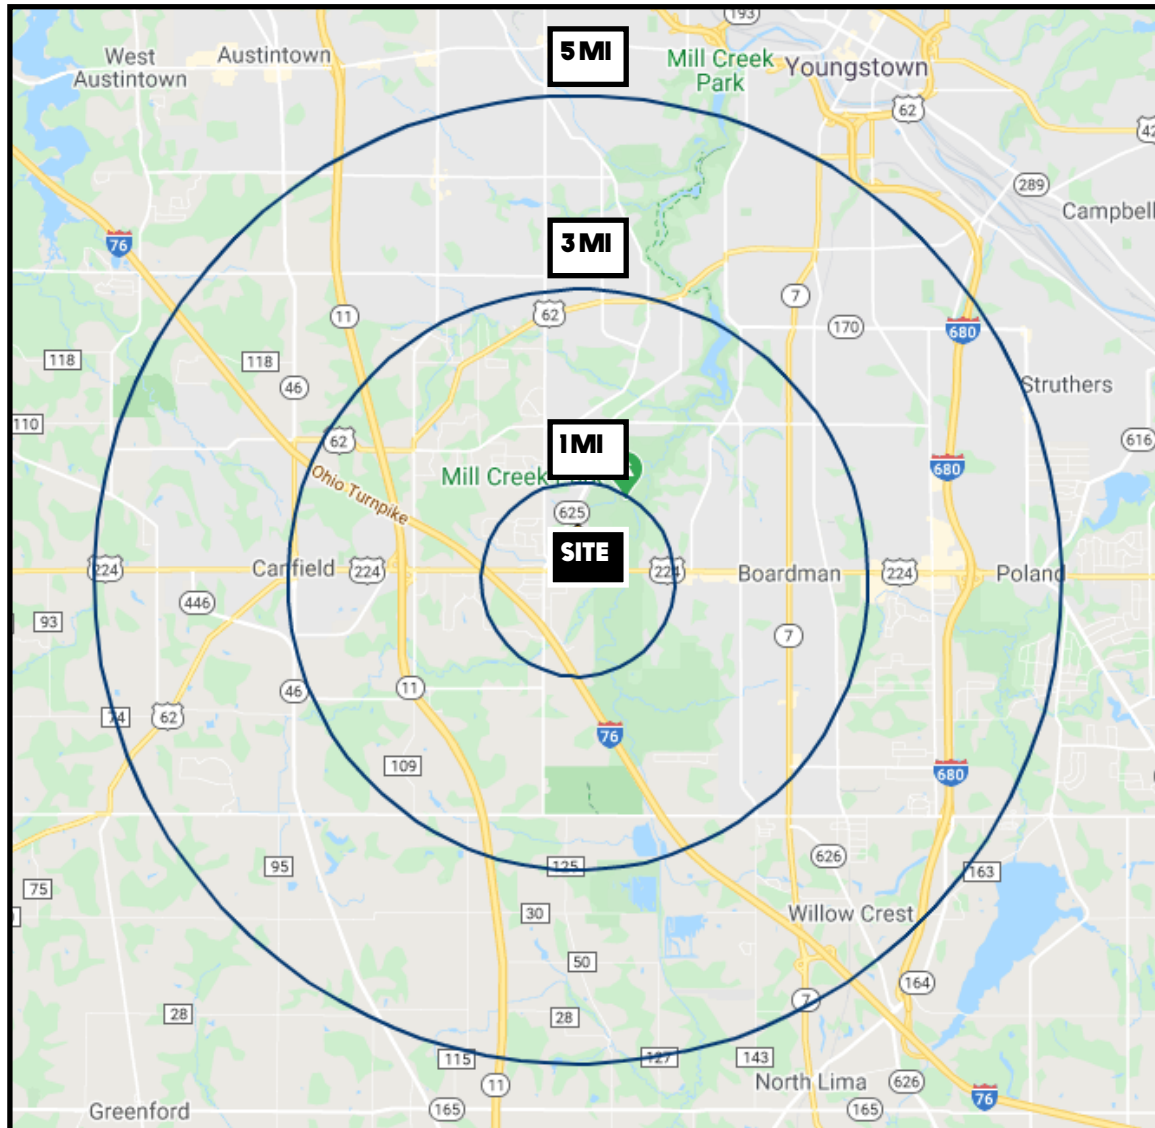 193
5 MI
West
Austintown
Austintown
Mill Creek
Park
Youngstown
62
42
289
Campbell
76
3 MI
7
11
62
170
680
118
118
46
Struthers
110
62
1 MI
616
680
Mill Creek
Ohio Turnpike
625
SITE
224
Canfield
224
224
Boardman
224
Poland
446
93
7
46
11
74
62
76
109
680
626
125
95
163
75
30
Willow Crest
50
164
7
28
28
115
127
143
North Lima
626
11
76
Greenford
165
165